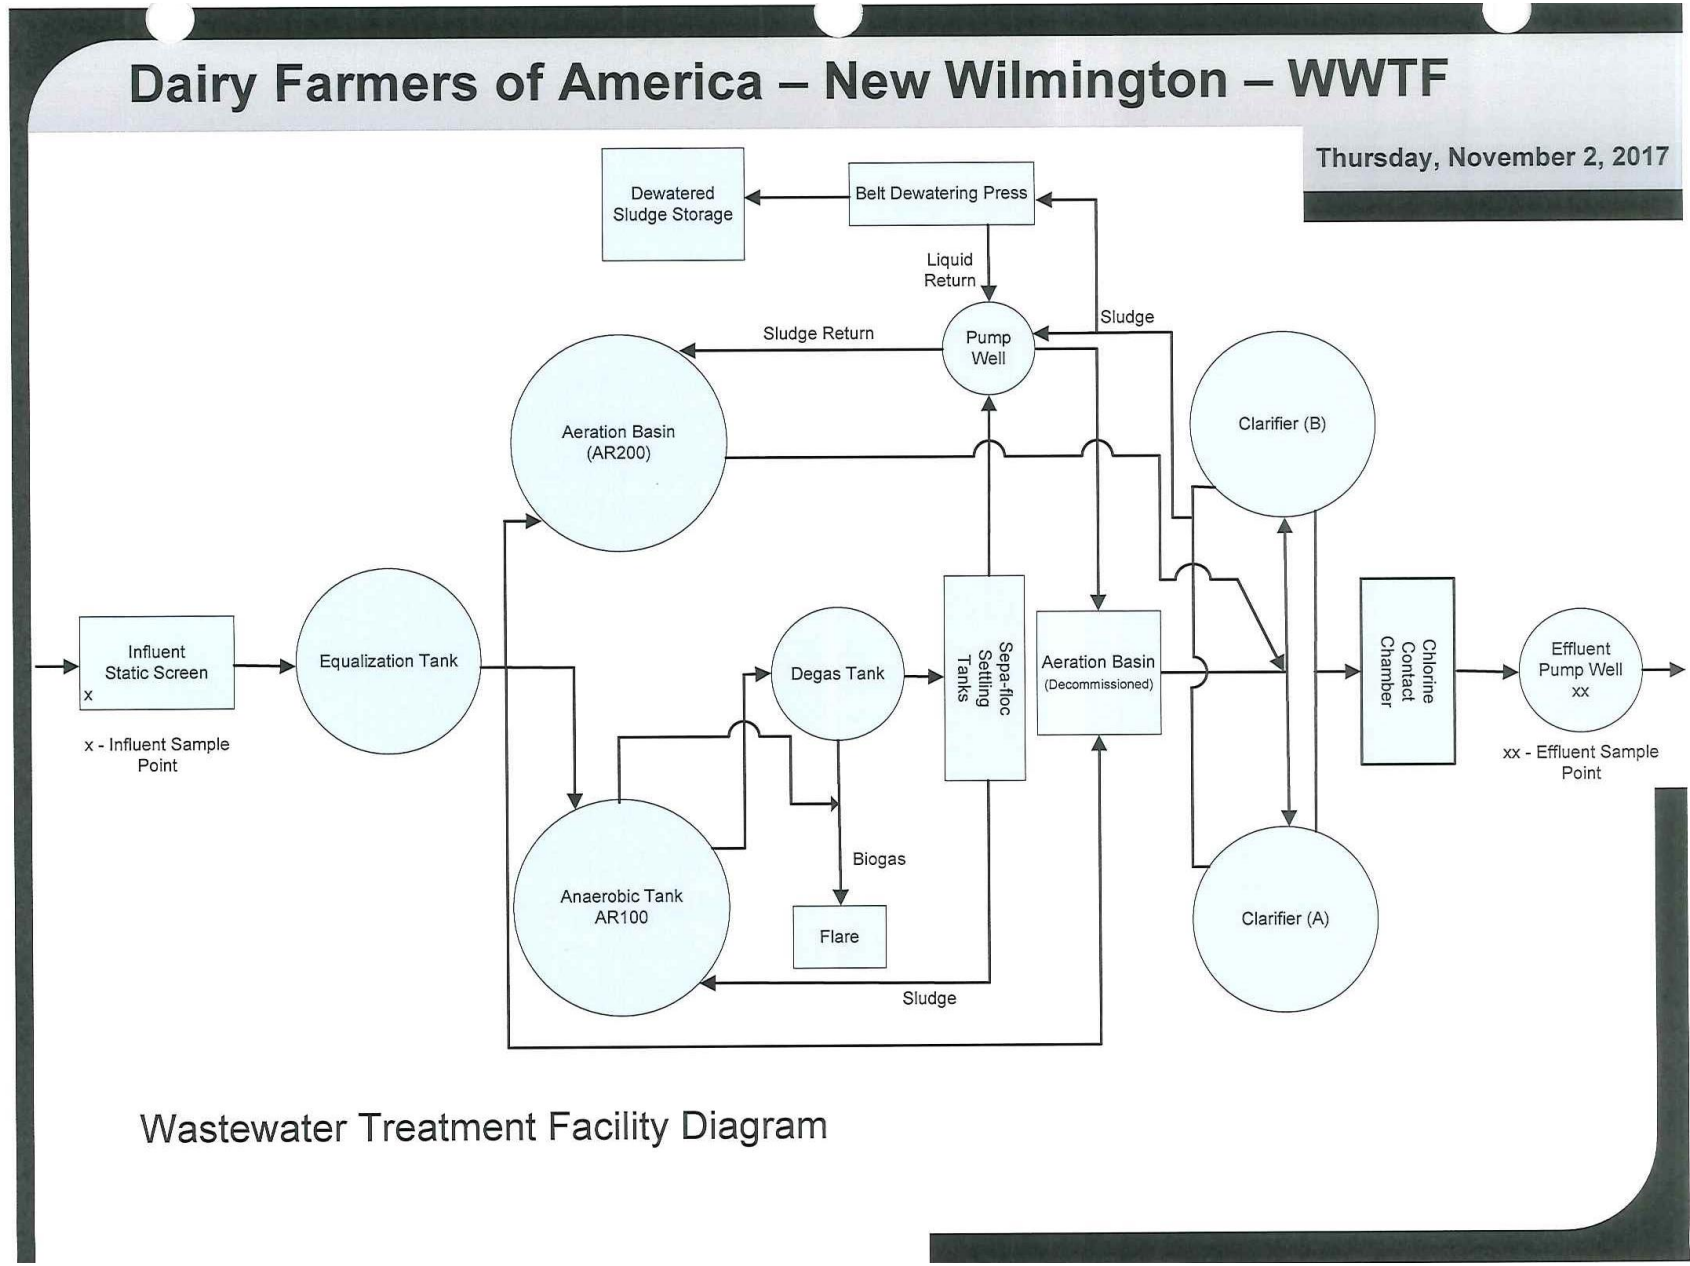 Dairy Farmers of America – New Wilmington – WWTF
Thursday, November 2, 2017
Dewatered
Sludge Storage
Belt Dewatering Press
Liquid
Return
Sludge
Sludge Return
Pump
Well
Aeration Basin
(AR200)
Clarifier (B)
Influent
Static Screen
x
x - Influent Sample
Point
Equalization Tank
Degas Tank
Sepa-floc
Settling
Tanks
Aeration Basin
(Decommissioned)
Chlorine
Contact
Chamber
Effluent
Pump Well
xx
xx - Effluent Sample
Point
Biogas
Anaerobic Tank
AR100
Flare
Clarifier (A)
Sludge
Wastewater Treatment Facility Diagram